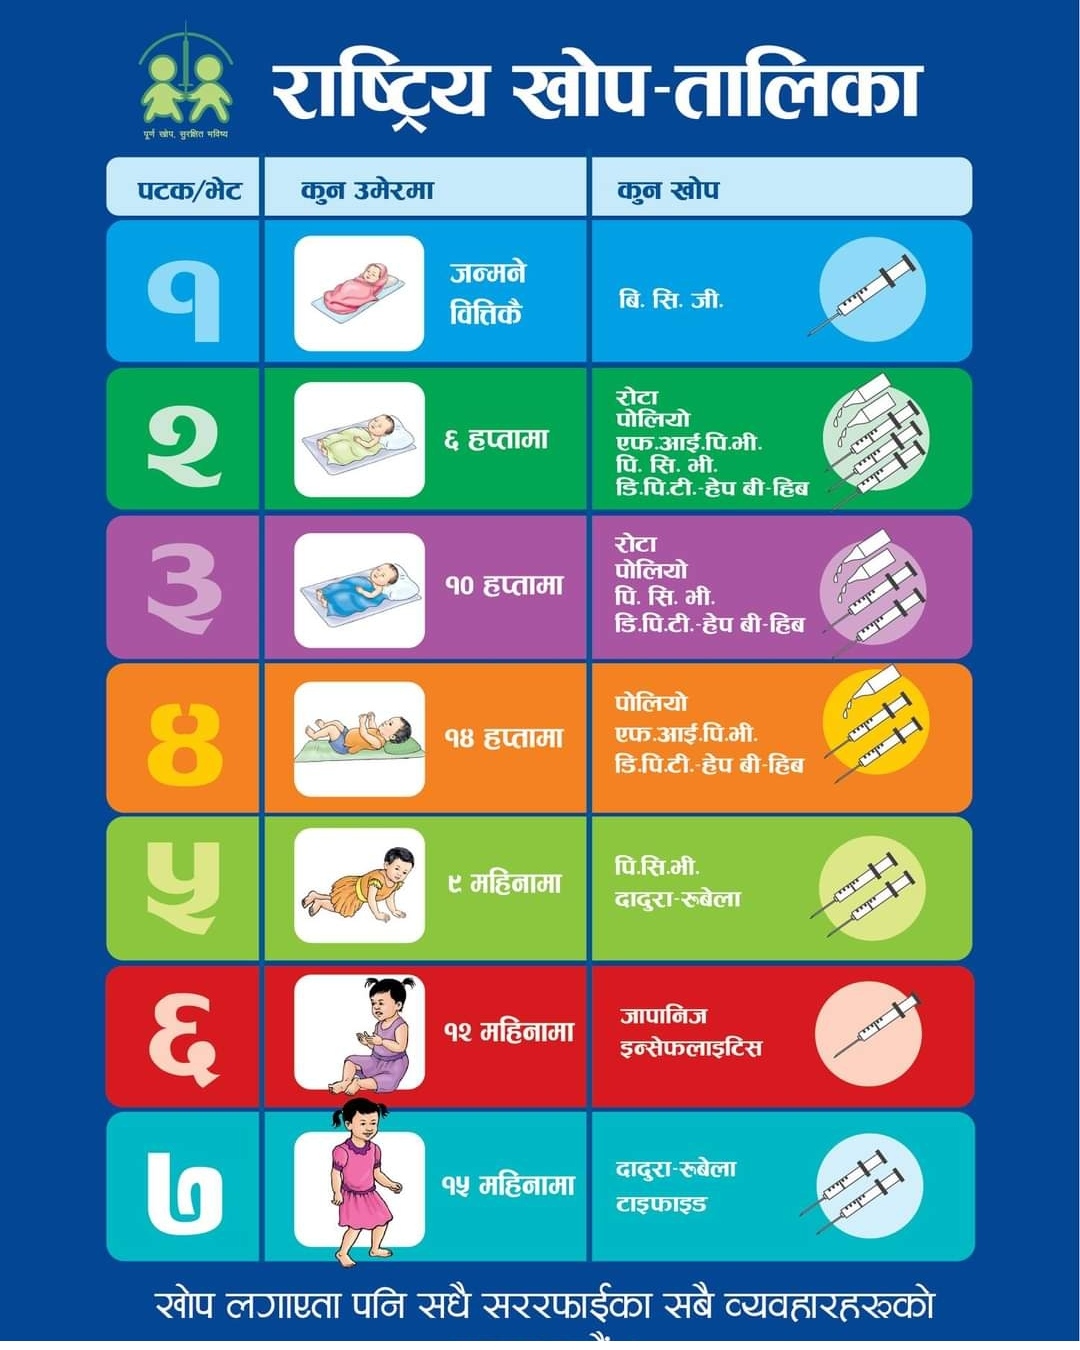 पूर्ण खोप, सुरक्षित भविष्य
राष्ट्रिय खोप-तालिका
पटक/भेट कुन उमेरमा कुन खोप
१
जन्मने
वित्तिकै
बि. सि. जी.
२
६ हप्तामा
रोटा
पोलियो
एफ.आई.पि.भी.
पि. सि. भी.
डि.पि.टी.-हेप बी-हिब
३
१० हप्तामा
रोटा
पोलियो
पि. सि. भी.
डि.पि.टी.-हेप बी-हिब
४
१४ हप्तामा
पोलियो
एफ.आई.पि.भी.
डि.पि.टी.-हेप बी-हिब
५
९ महिनामा
पि.सि.भी.
दादुरा-रुबेला
६
१२ महिनामा
जापानिज
इन्सेफलाइटिस
७
१५ महिनामा
दादुरा-रुबेला
टाइफाइड
खोप लगाएता पनि सधै सररफाईका सबै व्यवहारहरूको